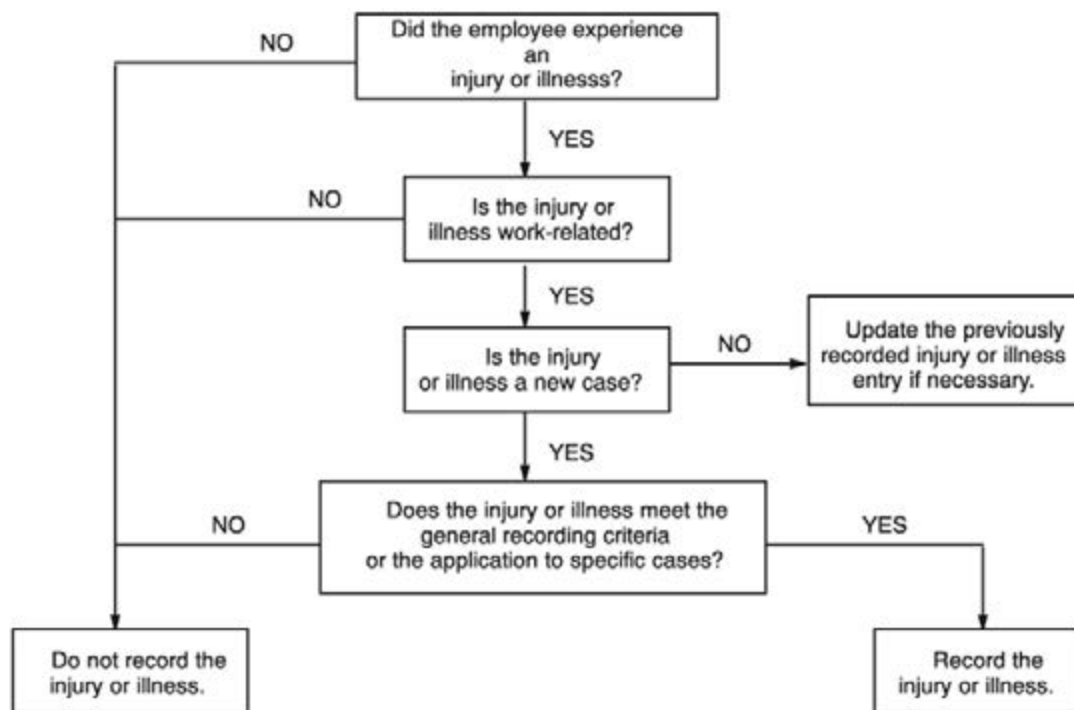 Did the employee experience
an
injury or illnesss?
NO
YES
Is the injury or
illness work-related?
NO
YES
Is the injury
or illness a new case?
NO
Update the previously
recorded injury or illness
entry if necessary.
YES
Does the injury or illness meet the
general recording criteria
or the application to specific cases?
NO
YES
Do not record the
injury or illness.
Record the
injury or illness.